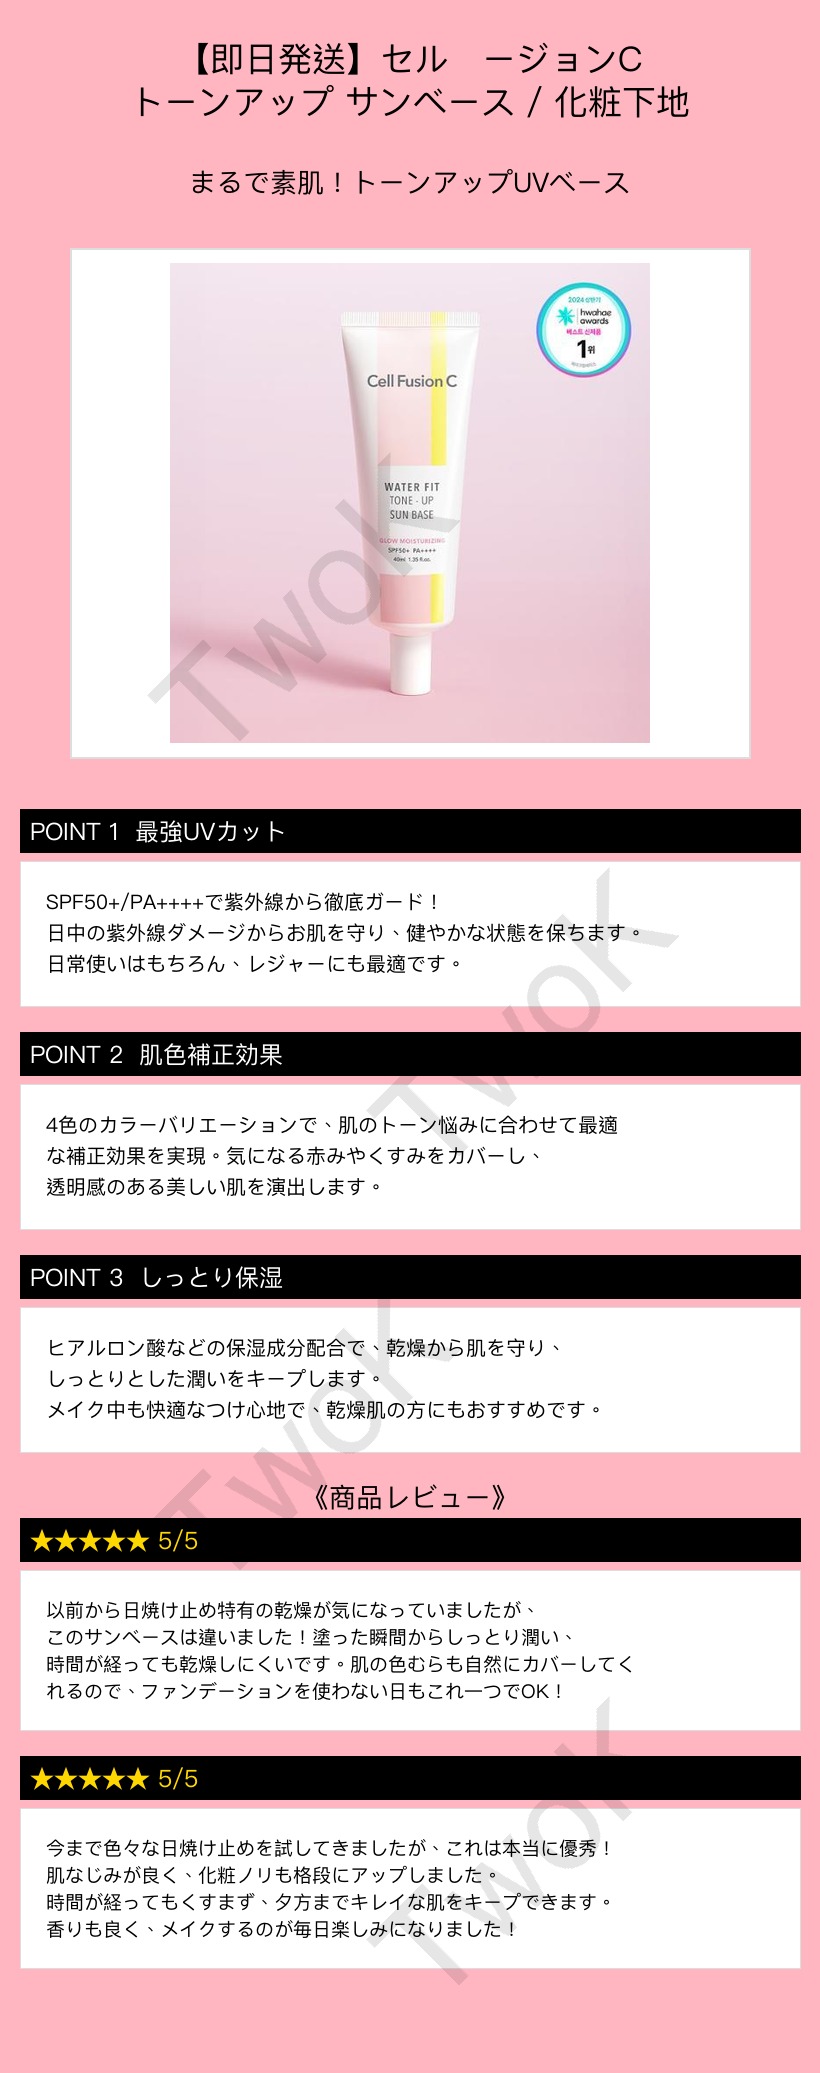 【即日発送】セル　ージョンC
トーンアップ サンベース / 化粧下地
まるで素肌！トーンアップUVベース
2024 상반기
hwahae
awards
베스트 신제품
1위
Cell Fusion C
WATER FIT
TONE-UP
SUN BASE
GLOW MOISTURIZING
SPF50+ PA++++
40ml 1.35 fl.oz.
TwoK
POINT 1 最強UVカット
SPF50+/PA++++で紫外線から徹底ガード！
日中の紫外線ダメージからお肌を守り、健やかな状態を保ちます。
日常使いはもちろん、レジャーにも最適です。
TwoK
POINT 2 肌色補正効果
4色のカラーバリエーションで、肌のトーン悩みに合わせて最適
な補正効果を実現。気になる赤みやくすみをカバーし、
透明感のある美しい肌を演出します。
POINT 3 しっとり保湿
ヒアルロン酸などの保湿成分配合で、乾燥から肌を守り、
しっとりとした潤いをキープします。
メイク中も快適なつけ心地で、乾燥肌の方にもおすすめです。
TwoK
《商品レビュー》
★★★★★ 5/5
以前から日焼け止め特有の乾燥が気になっていましたが、
このサンベースは違いました！塗った瞬間からしっとり潤い、
時間が経っても乾燥しにくいです。肌の色むらも自然にカバーしてく
れるので、ファンデーションを使わない日もこれ一つでOK！
★★★★★ 5/5
今まで色々な日焼け止めを試してきましたが、これは本当に優秀！
肌なじみが良く、化粧ノリも格段にアップしました。
時間が経ってもくすまず、夕方までキレイな肌をキープできます。
香りも良く、メイクするのが毎日楽しみになりました！
TwoK